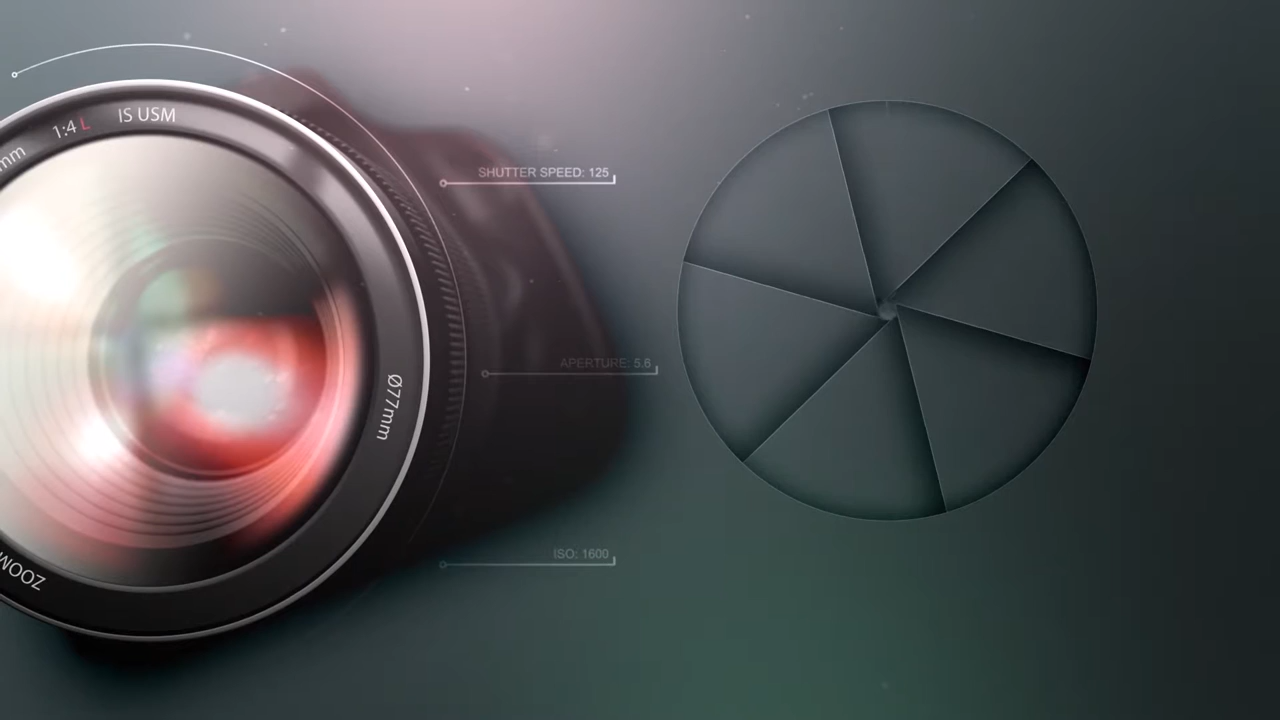 mm 1:4 L IS USM
SHUTTER SPEED: 125
APERTURE: 5.6
Ø77mm
ISO: 1600
ZOOM